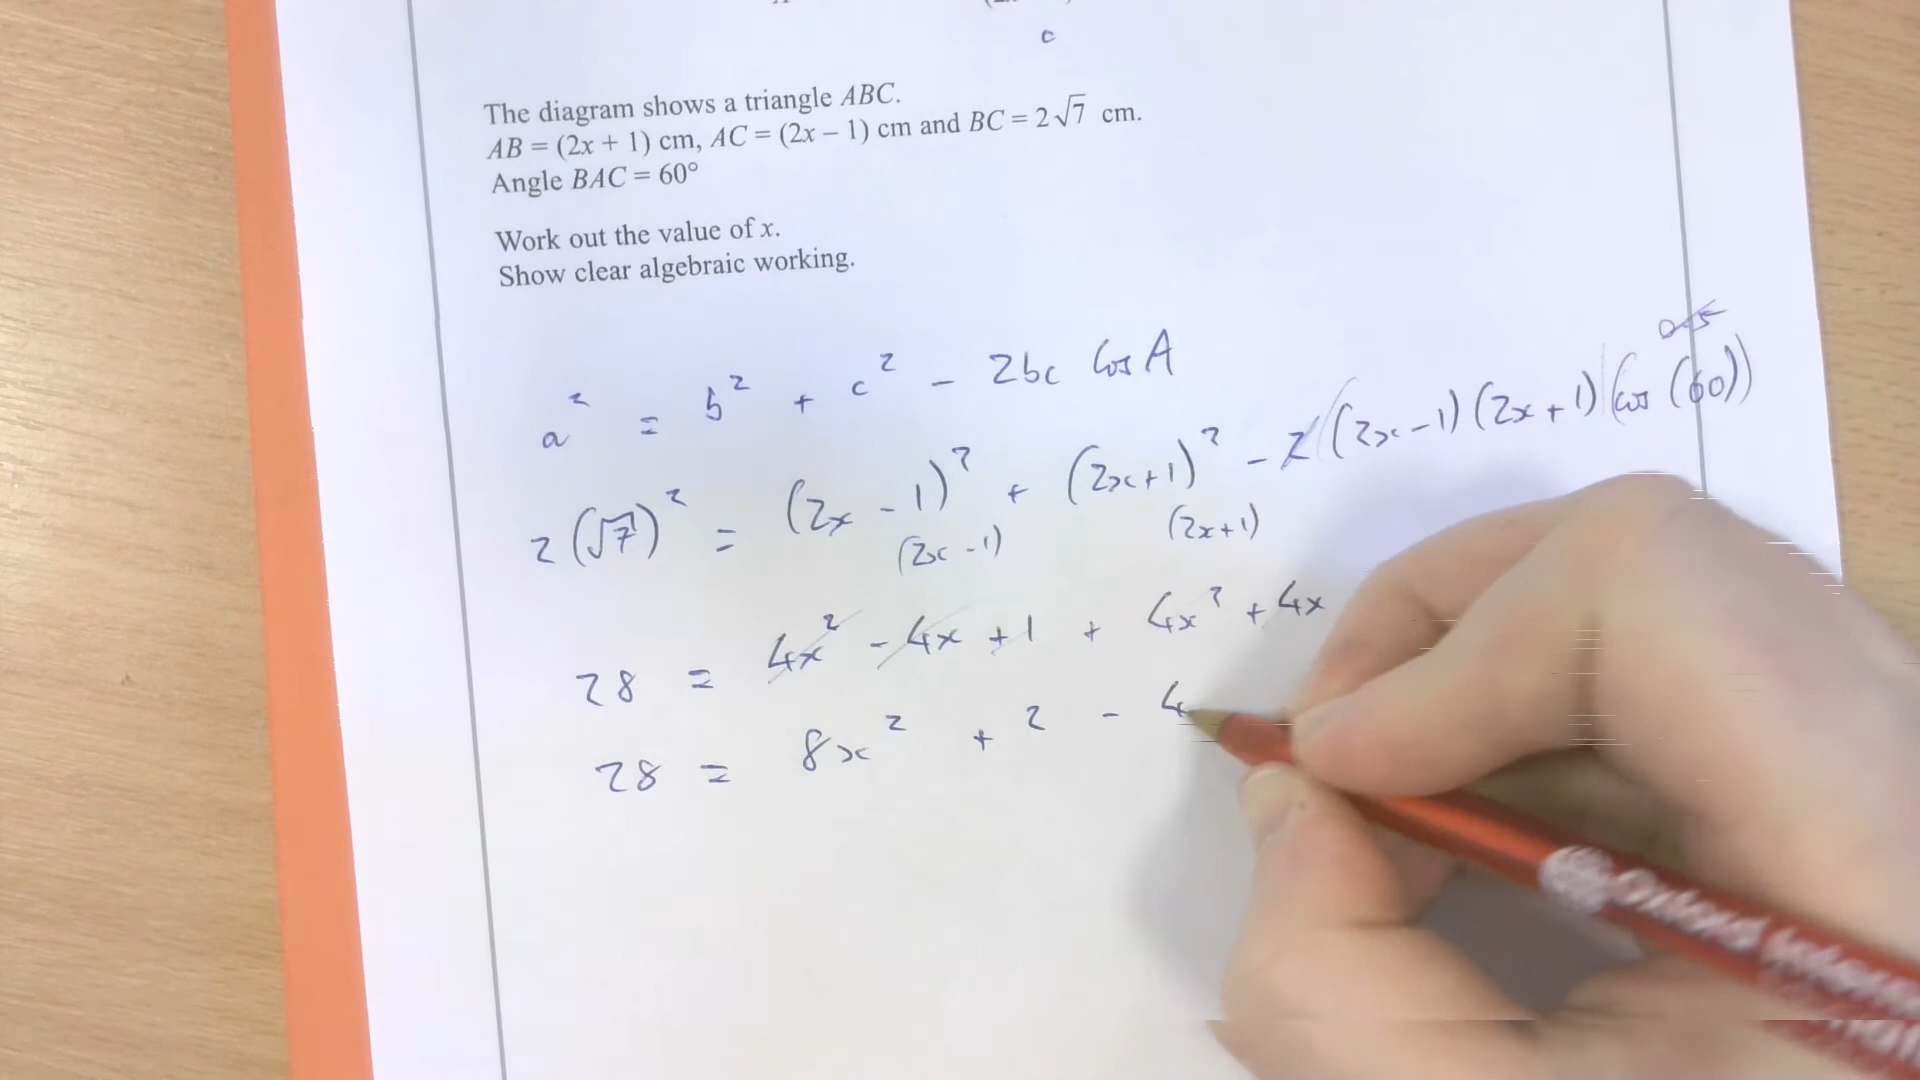 c
The diagram shows a triangle ABC.
AB = (2x + 1) cm, AC = (2x – 1) cm and BC = 2√7 cm.
Angle BAC = 60°
Work out the value of x.
Show clear algebraic working.
a² = b² + c² - 2bc Cos A
0.5
2(√7)² = (2x - 1)² + (2x+1)² - 2((2x-1)(2x+1)(Cos (60))
(2x-1) (2x+1)
28 = 4x² - 4x + 1 + 4x² + 4x
28 = 8x² + 2 - 4
Oxford